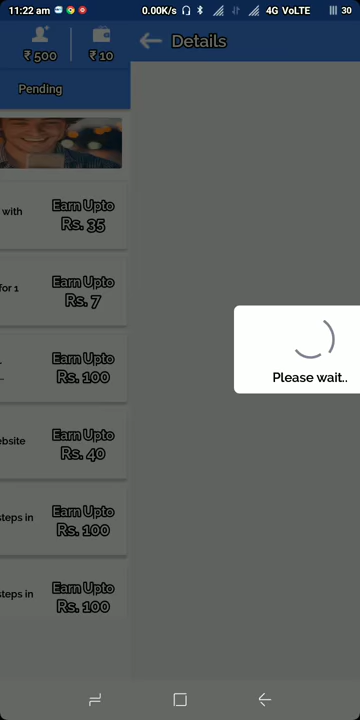 11:22 am 0.00K/s 4G VoLTE 30
₹ 500 ₹ 10
Details
Pending
with
Earn Upto
Rs. 35
for 1
Earn Upto
Rs. 7
Earn Upto
Rs. 100
Please wait..
ebsite
Earn Upto
Rs. 40
steps in
Earn Upto
Rs. 100
steps in
Earn Upto
Rs. 100